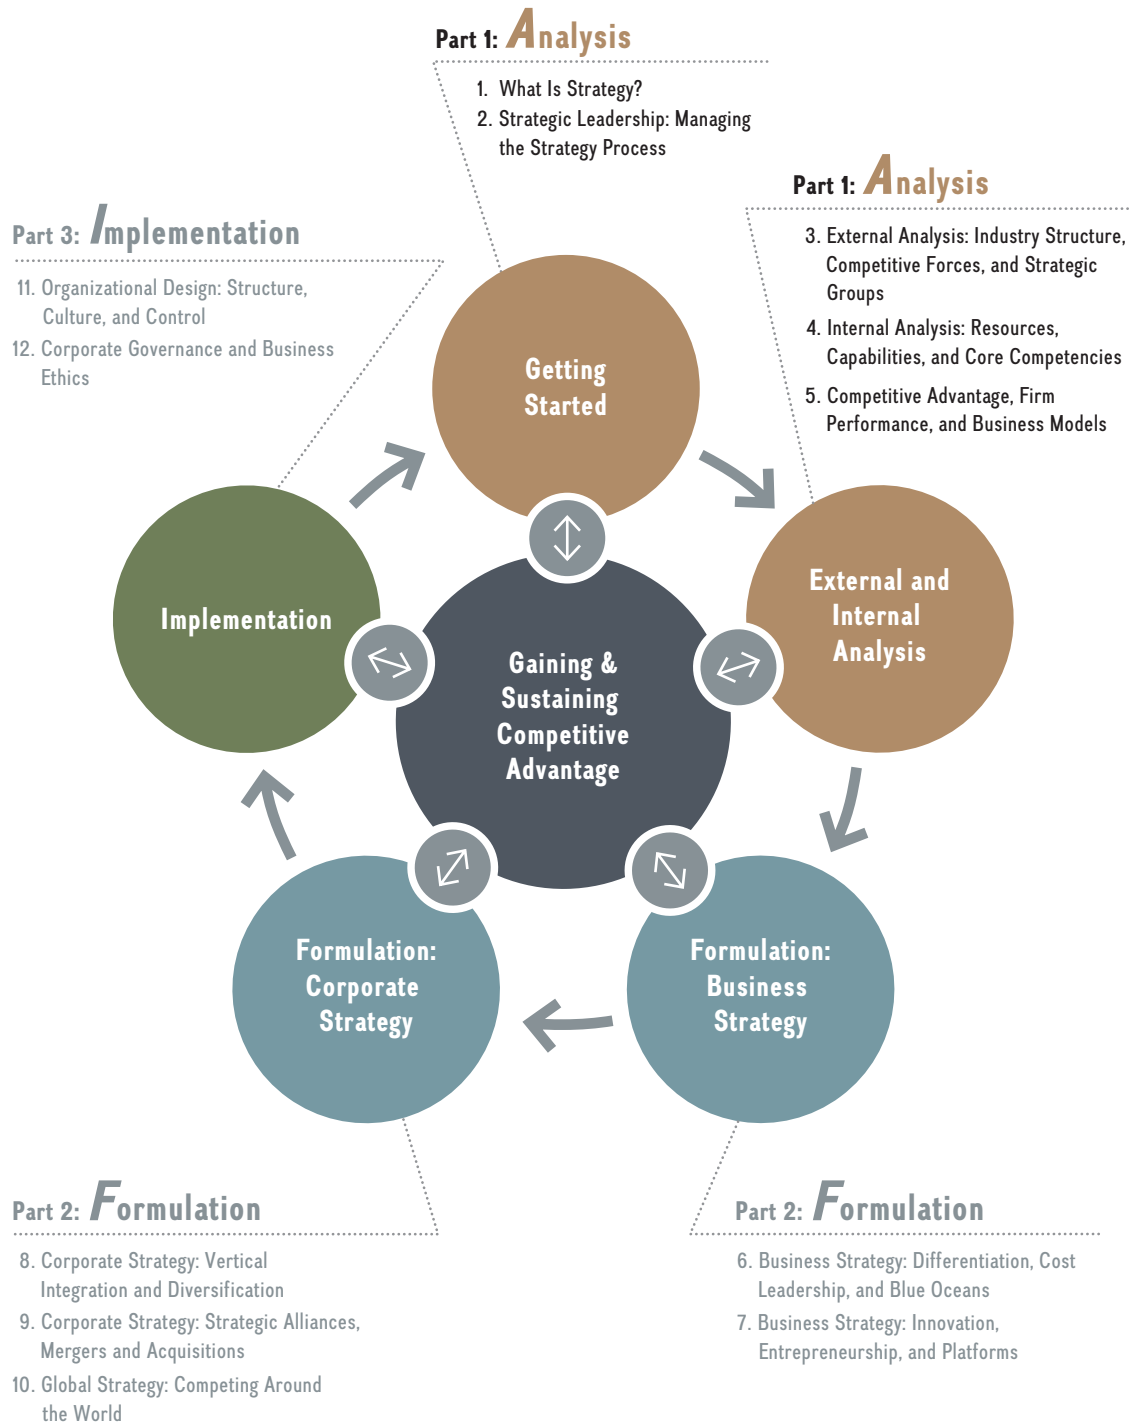 Part 1: Analysis
1. What Is Strategy?
2. Strategic Leadership: Managing
the Strategy Process
Part 1: Analysis
3. External Analysis: Industry Structure,
Competitive Forces, and Strategic
Groups
4. Internal Analysis: Resources,
Capabilities, and Core Competencies
5. Competitive Advantage, Firm
Performance, and Business Models
Part 3: Implementation
11. Organizational Design: Structure,
Culture, and Control
12. Corporate Governance and Business
Ethics
Getting
Started
External and
Internal
Analysis
Implementation
Gaining &
Sustaining
Competitive
Advantage
Formulation:
Corporate
Strategy
Formulation:
Business
Strategy
Part 2: Formulation
8. Corporate Strategy: Vertical
Integration and Diversification
9. Corporate Strategy: Strategic Alliances,
Mergers and Acquisitions
10. Global Strategy: Competing Around
the World
Part 2: Formulation
6. Business Strategy: Differentiation, Cost
Leadership, and Blue Oceans
7. Business Strategy: Innovation,
Entrepreneurship, and Platforms